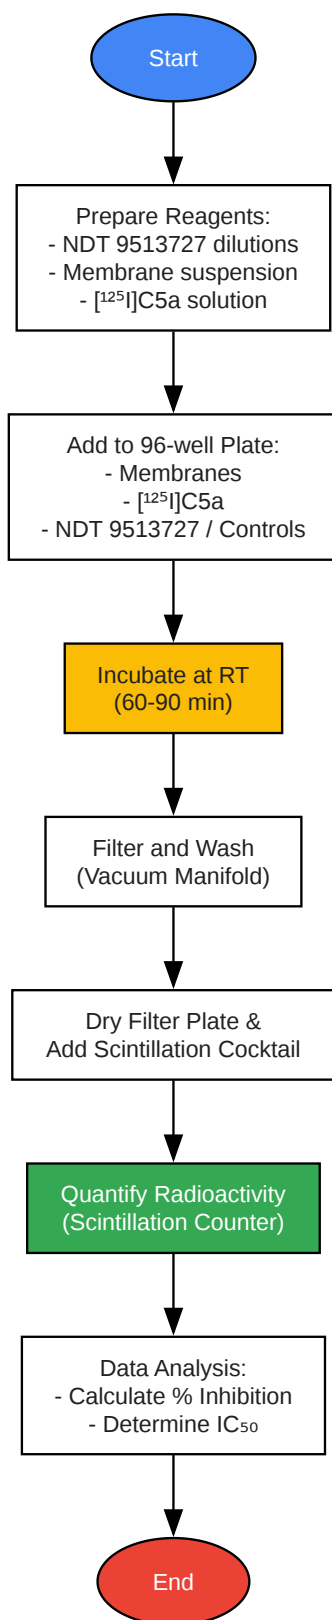 Start
Prepare Reagents:
- NDT 9513727 dilutions
- Membrane suspension
- [¹²⁵I]C5a solution
Add to 96-well Plate:
- Membranes
- [¹²⁵I]C5a
- NDT 9513727 / Controls
Incubate at RT
(60-90 min)
Filter and Wash
(Vacuum Manifold)
Dry Filter Plate &
Add Scintillation Cocktail
Quantify Radioactivity
(Scintillation Counter)
Data Analysis:
- Calculate % Inhibition
- Determine IC₅₀
End